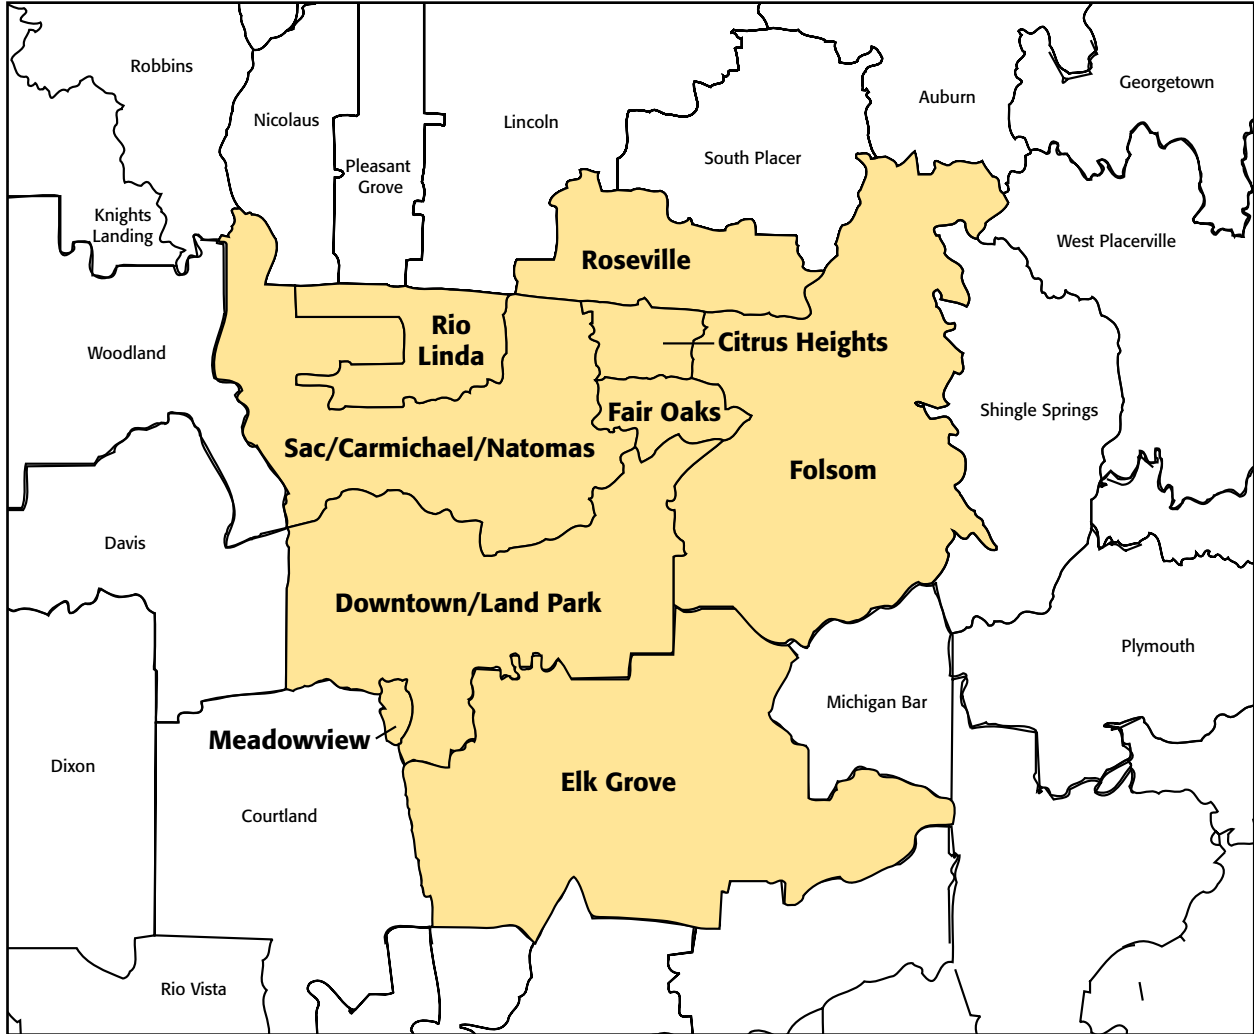 Robbins
Georgetown
Auburn
Nicolaus
Lincoln
South Placer
Pleasant
Grove
Knights
Landing
West Placerville
Roseville
Rio
Linda
Citrus Heights
Woodland
Fair Oaks
Shingle Springs
Sac/Carmichael/Natomas
Folsom
Davis
Downtown/Land Park
Plymouth
Michigan Bar
Meadowview
Dixon
Elk Grove
Courtland
Rio Vista